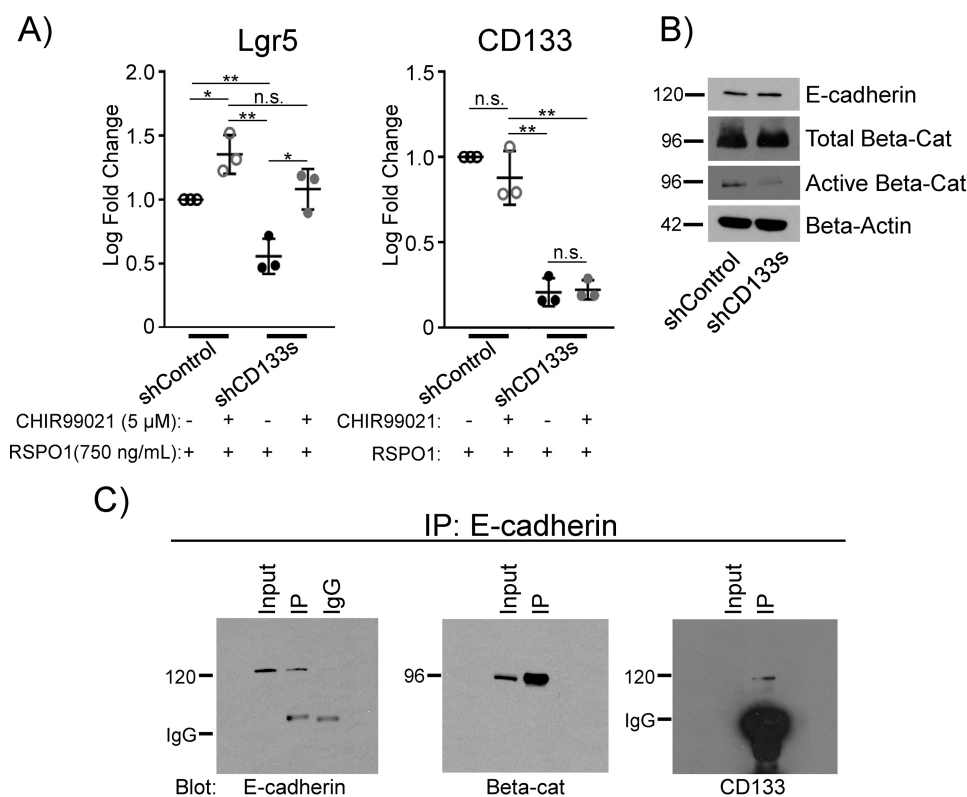 A)
Lgr5
Log Fold Change
2.0
1.5
1.0
0.5
0
**
*
n.s.
**
*
shControl
shCD133s
CHIR99021 (5 µM): - + - +
RSPO1(750 ng/mL): + + + +
CD133
Log Fold Change
1.5
1.0
0.5
0
n.s.
**
**
n.s.
shControl
shCD133s
CHIR99021: - + - +
RSPO1: + + + +
B)
120 E-cadherin
96 Total Beta-Cat
96 Active Beta-Cat
42 Beta-Actin
shControl
shCD133s
C)
IP: E-cadherin
Input IP IgG
120
IgG
Blot: E-cadherin
Input IP
96
Beta-cat
Input IP
120
IgG
CD133